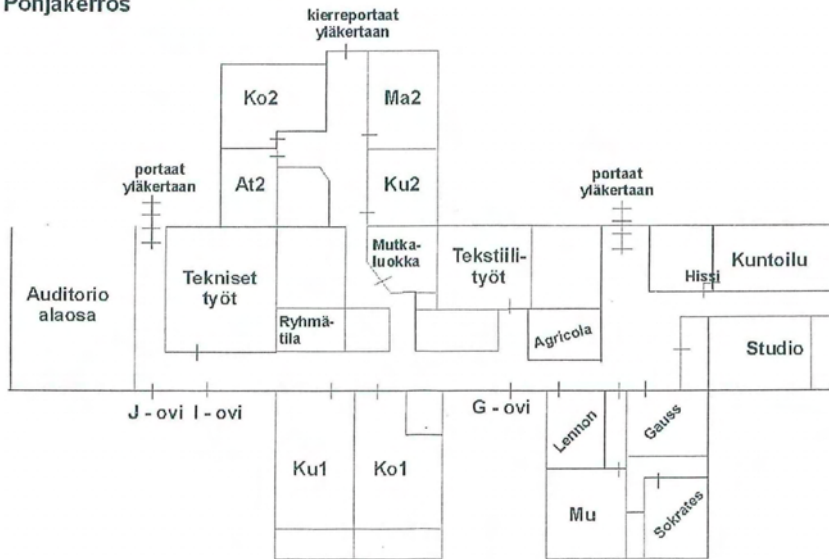 Pohjakerros
kierreportaat
yläkertaan
Ko2
Ma2
portaat
yläkertaan
At2
Ku2
portaat
yläkertaan
Auditorio
alaosa
Tekniset
työt
Mutka-
luokka
Tekstiili-
työt
Hissi
Kuntoilu
Ryhmä-
tila
Agricola
Studio
J - ovi
I - ovi
G - ovi
Lennon
Gauss
Ku1
Ko1
Mu
Sokrates